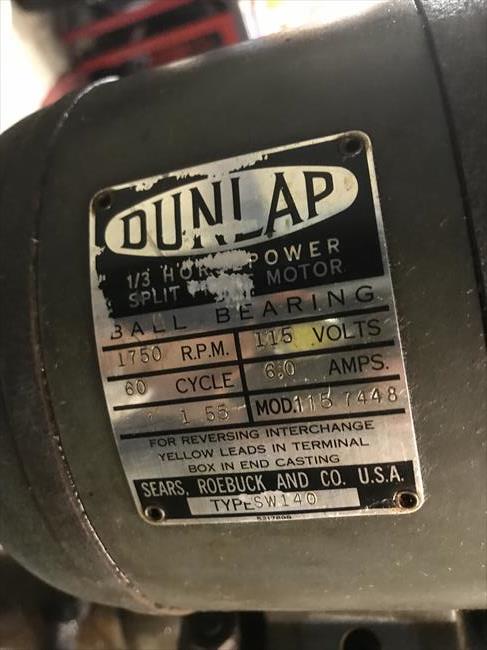 DUNLAP
1/3 HORSEPOWER
SPLIT MOTOR
BALL BEARING
1750 R.P.M. 115 VOLTS
60 CYCLE 6.0 AMPS.
1 55 MOD. 115 7448
FOR REVERSING INTERCHANGE
YELLOW LEADS IN TERMINAL
BOX IN END CASTING
SEARS, ROEBUCK AND CO. U.S.A.
TYPE SW140